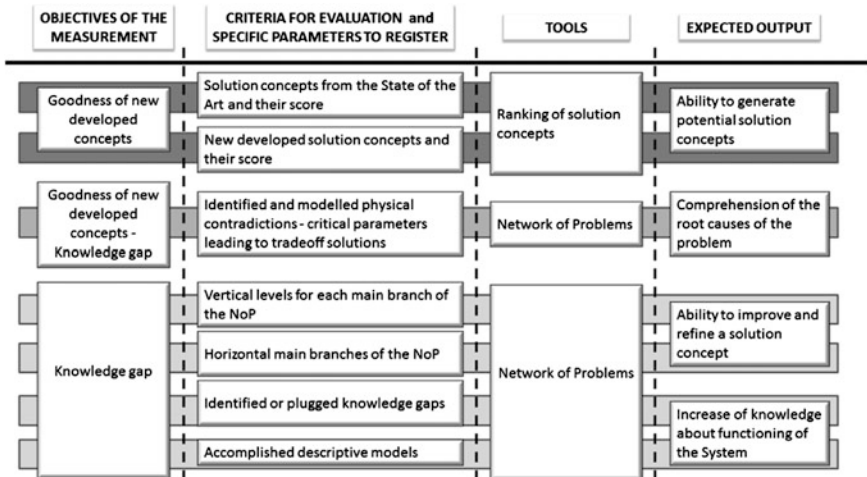 OBJECTIVES OF THE
MEASUREMENT
CRITERIA FOR EVALUATION and
SPECIFIC PARAMETERS TO REGISTER
TOOLS
EXPECTED OUTPUT
Goodness of new
developed
concepts
Solution concepts from the State of the
Art and their score
New developed solution concepts and
their score
Ranking of solution
concepts
Ability to generate
potential solution
concepts
Goodness of new
developed
concepts -
Knowledge gap
Identified and modelled physical
contradictions - critical parameters
leading to tradeoff solutions
Network of Problems
Comprehension of the
root causes of the
problem
Knowledge gap
Vertical levels for each main branch of
the NoP
Horizontal main branches of the NoP
Identified or plugged knowledge gaps
Accomplished descriptive models
Network of Problems
Ability to improve and
refine a solution
concept
Increase of knowledge
about functioning of
the System